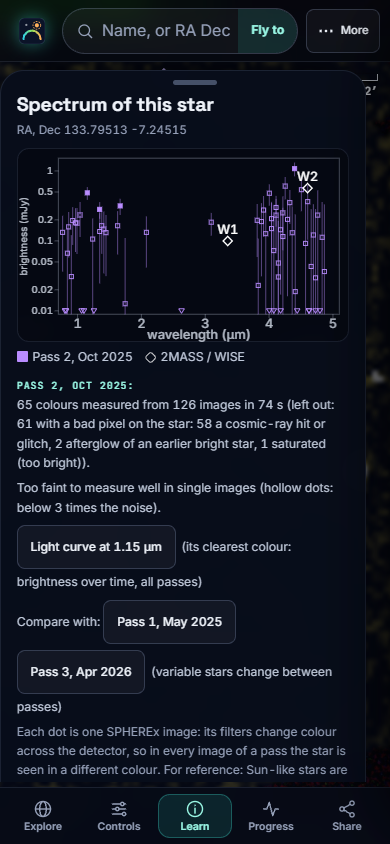 Name, or RA Dec
Fly to
··· More
2′
Spectrum of this star
RA, Dec 133.79513 -7.24515
brightness (mJy)
1
0.5
0.2
0.1
0.05
0.02
0.01
W1
W2
1
2
3
4
5
wavelength (μm)
Pass 2, Oct 2025
2MASS / WISE
PASS 2, OCT 2025:
65 colours measured from 126 images in 74 s (left out:
61 with a bad pixel on the star: 58 a cosmic-ray hit or
glitch, 2 afterglow of an earlier bright star, 1 saturated
(too bright)).
Too faint to measure well in single images (hollow dots:
below 3 times the noise).
Light curve at 1.15 μm (its clearest colour:
brightness over time, all passes)
Compare with: Pass 1, May 2025
Pass 3, Apr 2026 (variable stars change between
passes)
Each dot is one SPHEREx image: its filters change colour
across the detector, so in every image of a pass the star is
seen in a different colour. For reference: Sun-like stars are
Explore
Controls
Learn
Progress
Share